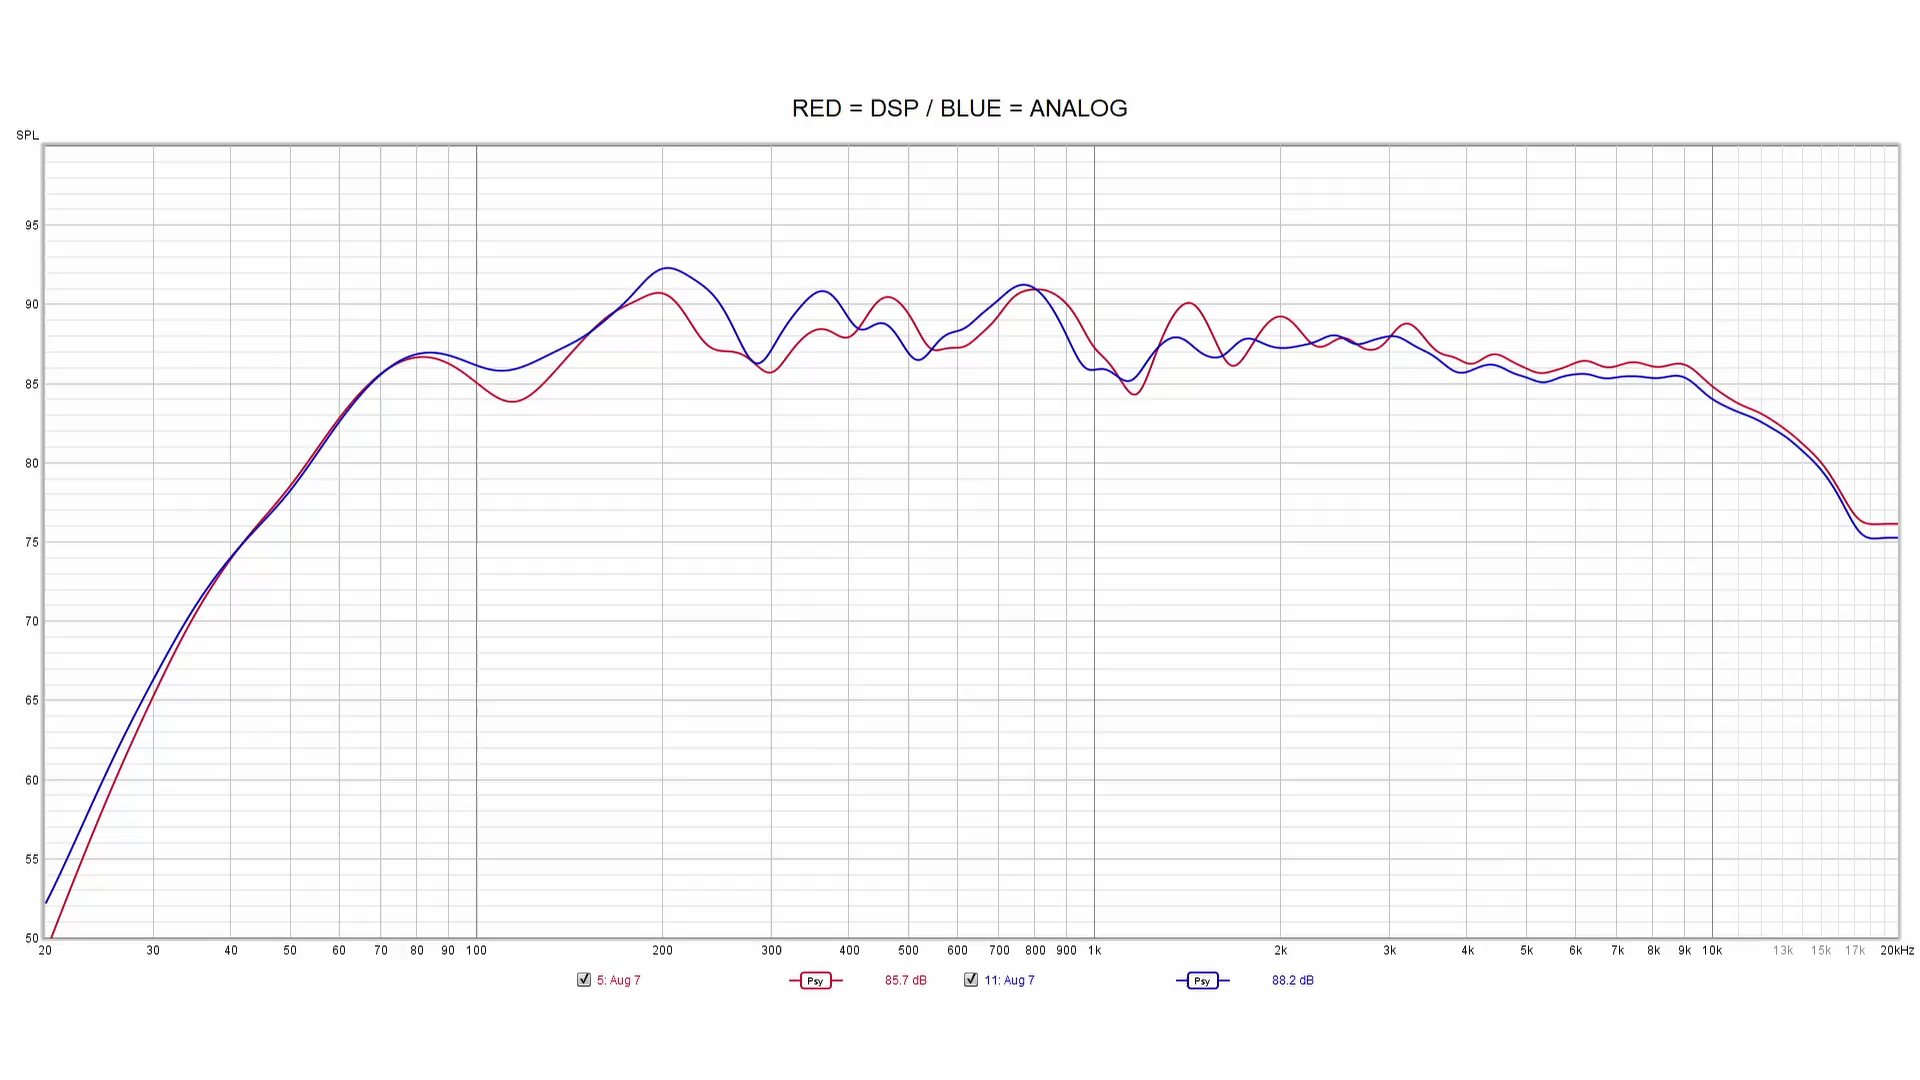 RED = DSP / BLUE = ANALOG
SPL
95
90
85
80
75
70
65
60
55
50
20 30 40 50 60 70 80 90 100 200 300 400 500 600 700 800 900 1k 2k 3k 4k 5k 6k 7k 8k 9k 10k 13k 15k 17k 20kHz
5: Aug 7 Psy 85.7 dB 11: Aug 7 Psy 88.2 dB